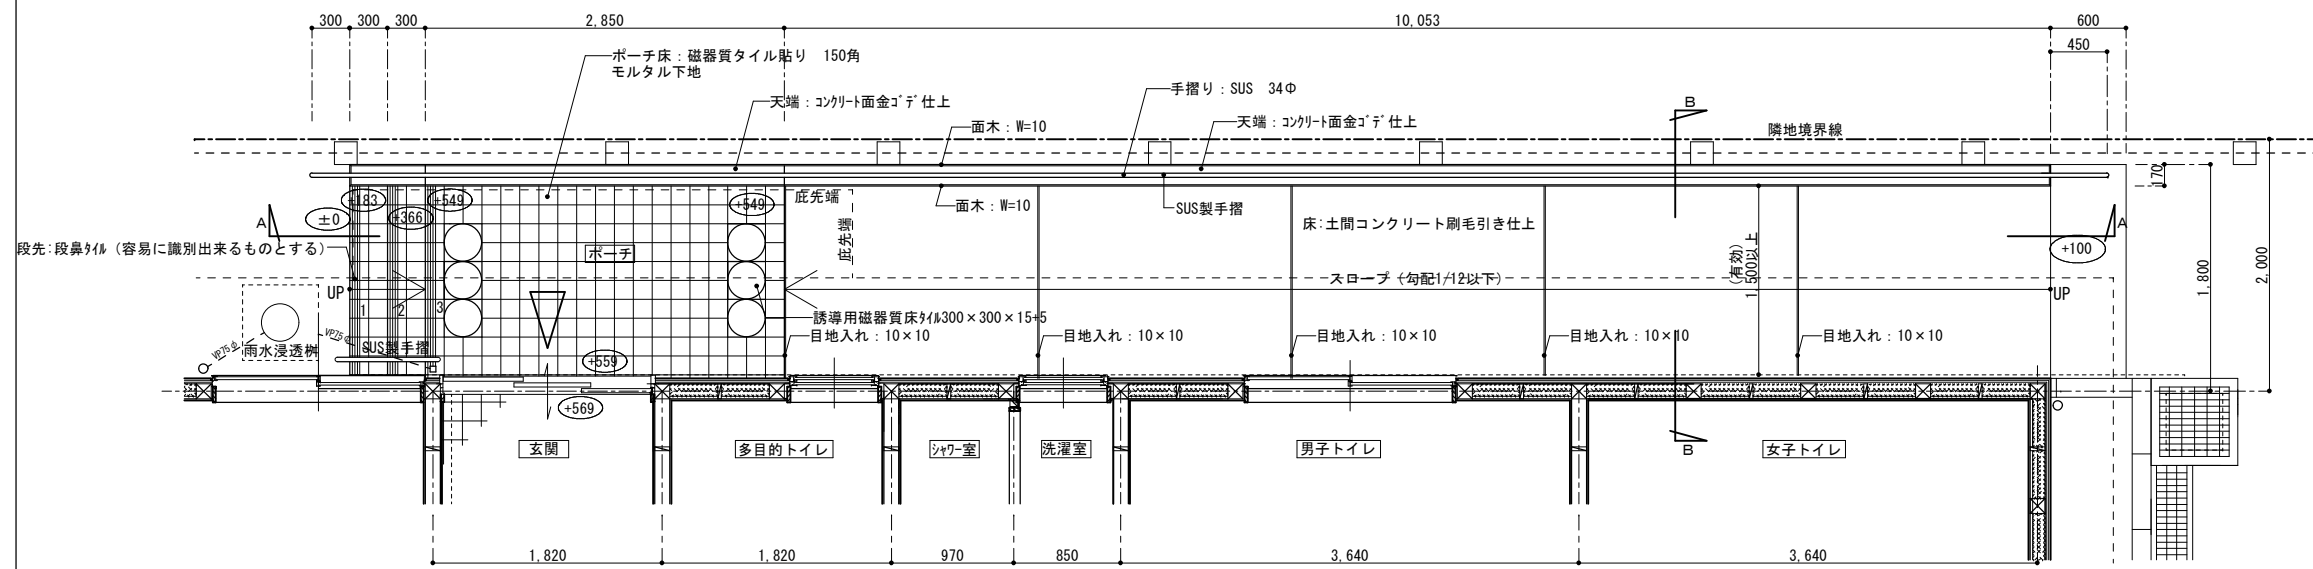 300
300
300
2,850
10,053
600
450
ポーチ床：磁器質タイル貼り　150角
モルタル下地
天端：ｺﾝｸﾘｰﾄ面金ｺﾞﾃﾞ仕上
手摺り：SUS　34Φ
面木：W=10
天端：ｺﾝｸﾘｰﾄ面金ｺﾞﾃﾞ仕上
B
隣地境界線
170
+183
+549
+549
庇先端
±0
+366
面木：W=10
SUS製手摺
床:土間コンクリート刷毛引き仕上
A
A
段先:段鼻ﾀｲﾙ（容易に識別出来るものとする）
ポーチ
庇先端
(有効)
1,500以上
+100
1,800
2,000
スロープ（勾配1/12以下）
UP
1
2
3
UP
誘導用磁器質床ﾀｲﾙ300×300×15+5
目地入れ：10×10
目地入れ：10×10
目地入れ：10×10
目地入れ：10×10
目地入れ：10×10
VP75φ
VP75φ
雨水浸透桝
SUS製手摺
+559
+569
玄関
多目的トイレ
ｼｬﾜｰ室
洗濯室
男子トイレ
B
女子トイレ
1,820
1,820
970
850
3,640
3,640